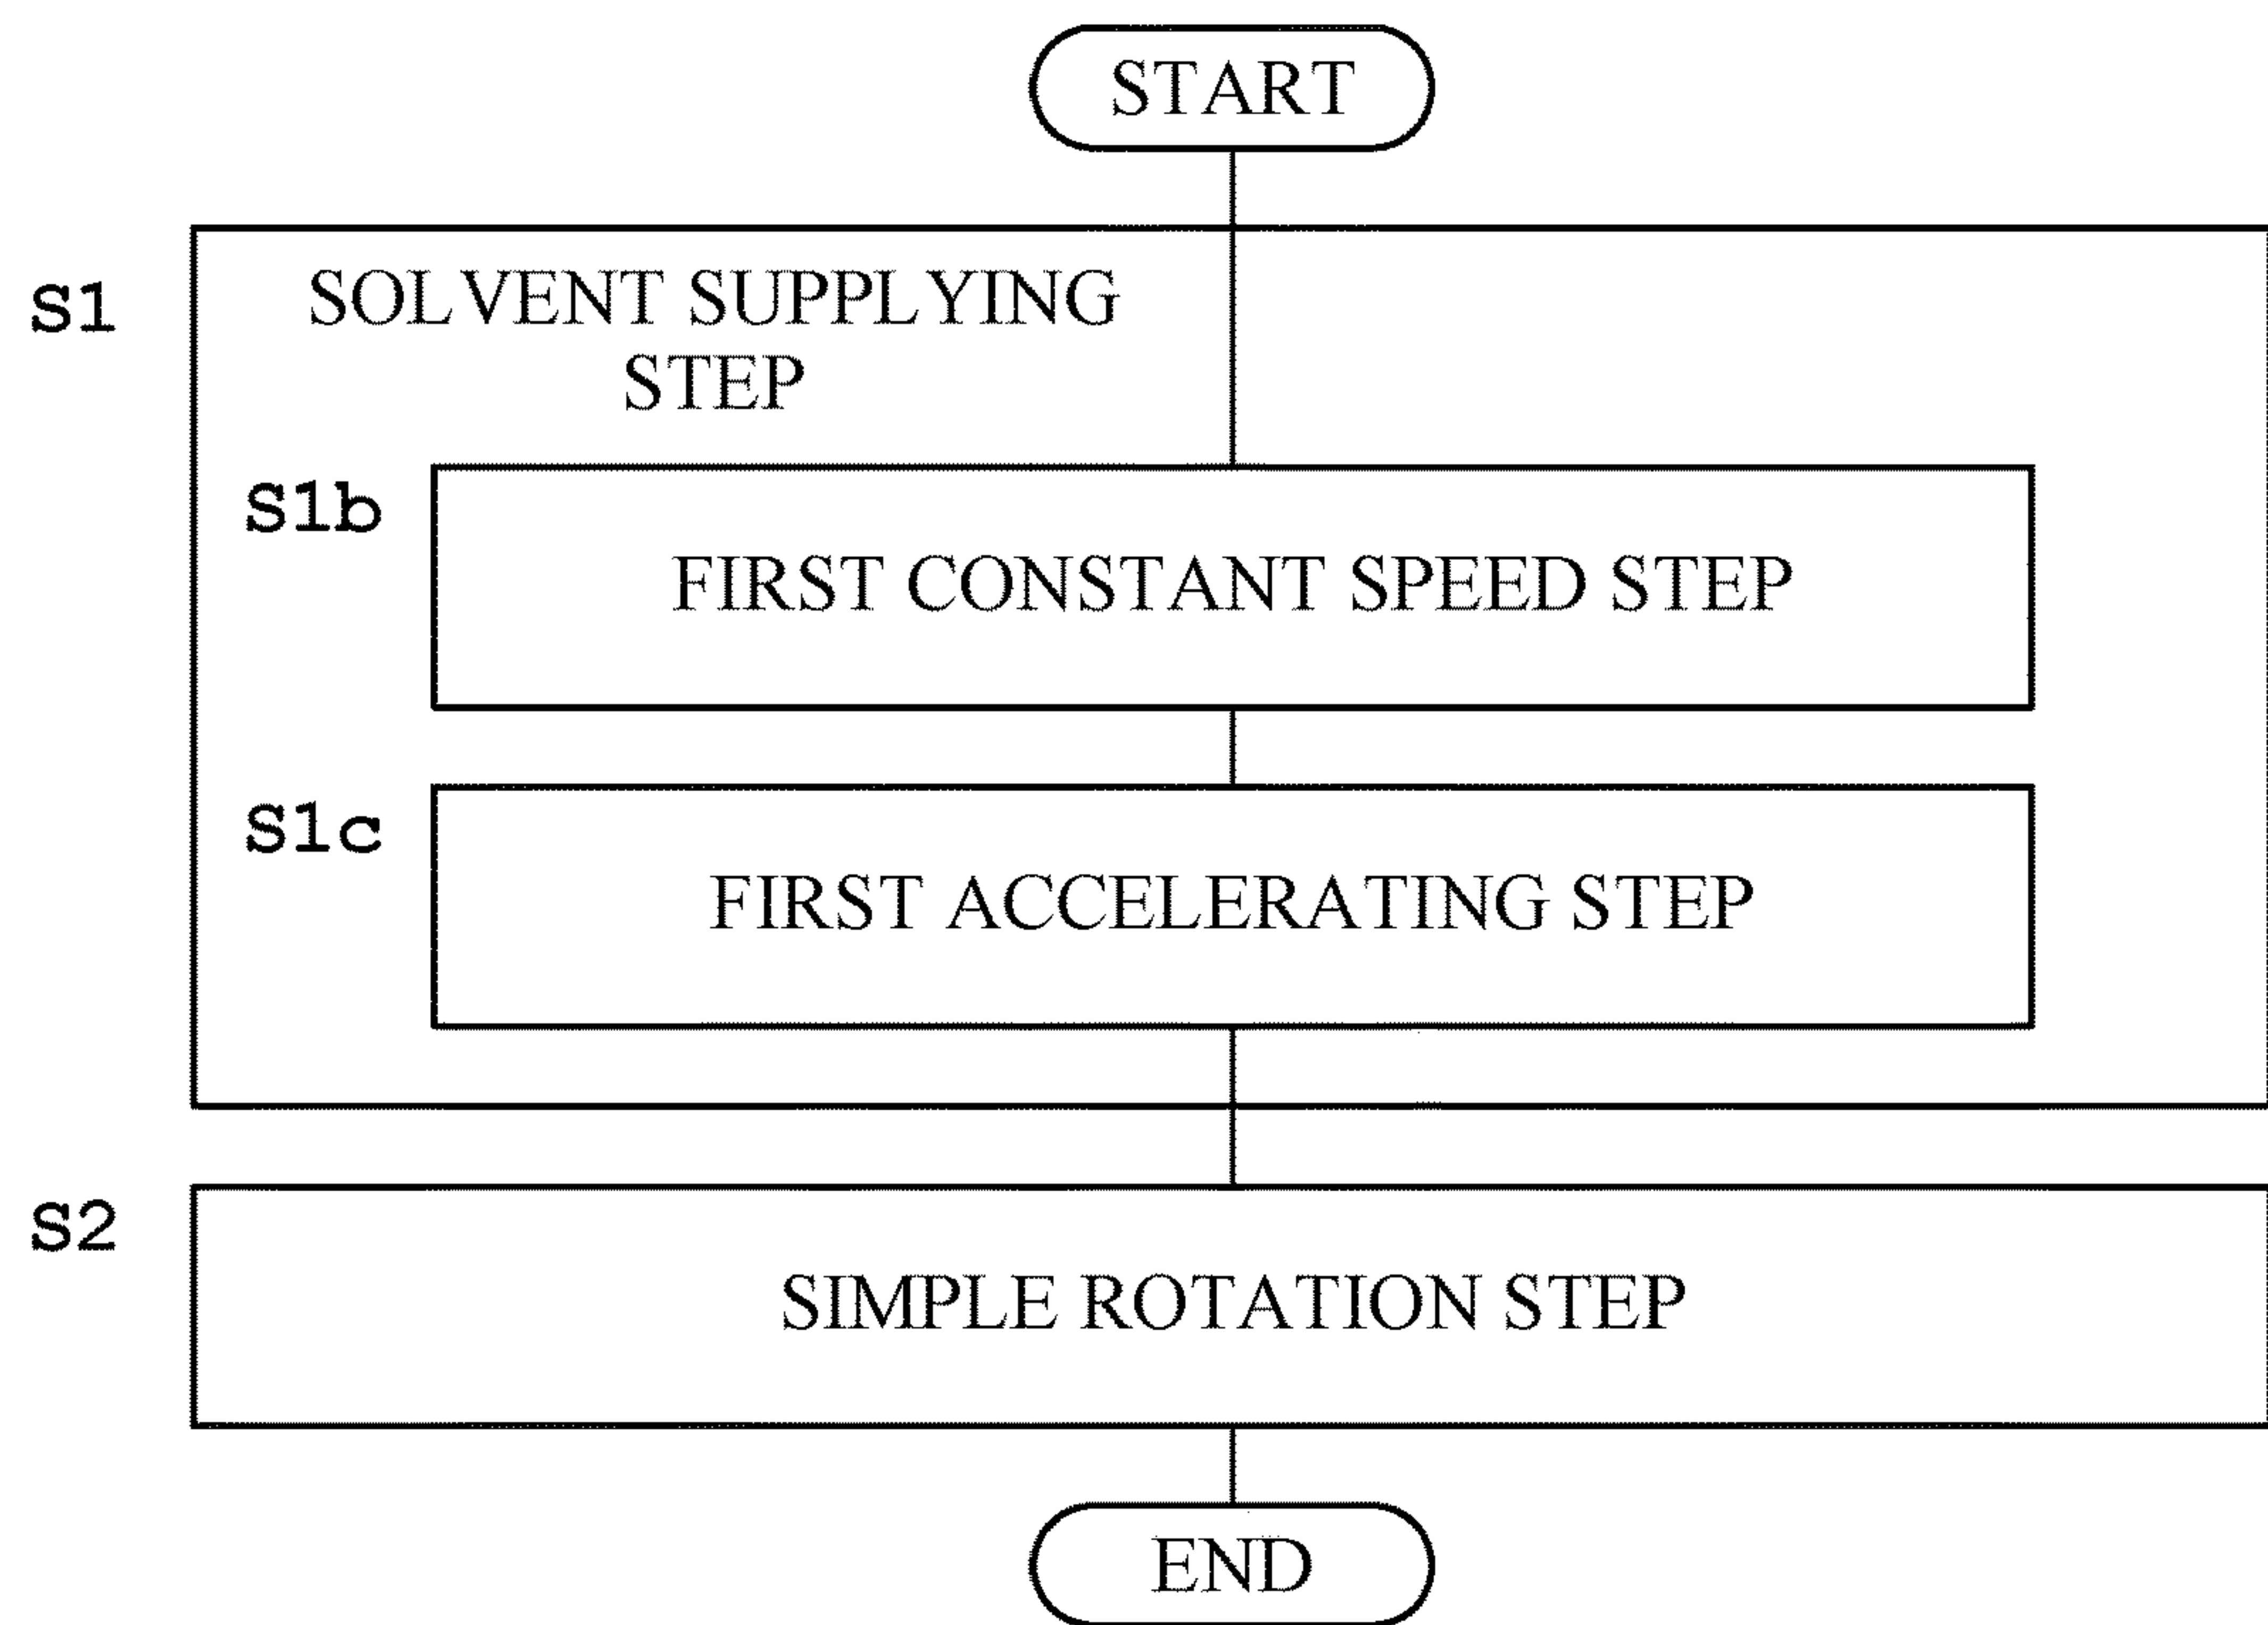 START
S1
SOLVENT SUPPLYING
STEP
S1b
FIRST CONSTANT SPEED STEP
S1c
FIRST ACCELERATING STEP
S2
SIMPLE ROTATION STEP
END